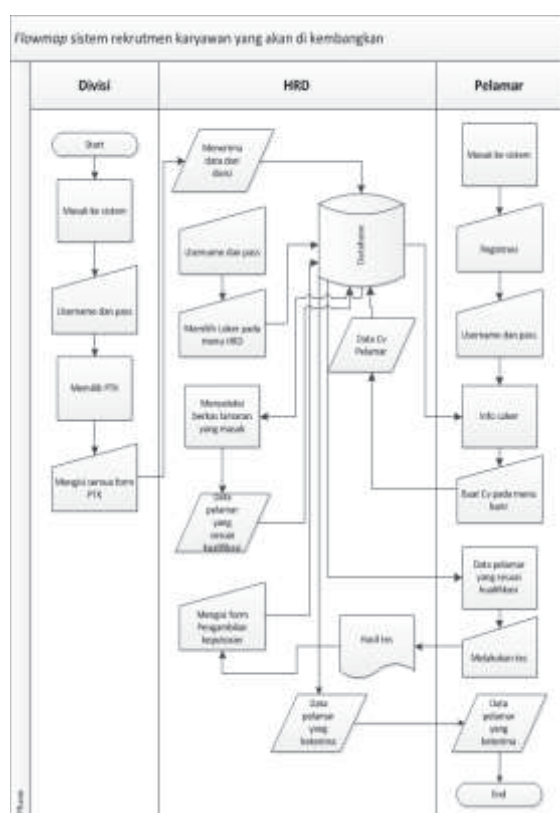 Flowmap sistem rekrutmen karyawan yang akan di kembangkan
Divisi
HRD
Pelamar
Start
Masuk ke sistem
Username dan pass
Memilih PTK
Mengisi semua form
PTK
Menerima
data dari
divisi
Username dan pass
Memilih Loker pada
menu HRD
Database
Data Cv
Pelamar
Menseleksi
berkas lamaran
yang masuk
Data
pelamar
yang
sesuai
kualifikasi
Mengisi form
Pengambilan
keputusan
Hasil tes
Data
pelamar
yang
keterima
Masuk ke sistem
Registrasi
Username dan pass
Info Loker
Buat Cv pada menu
Data pelamar
yang sesuai
kualifikasi
Melakukan tes
Data
pelamar
yang
keterima
End
Phase